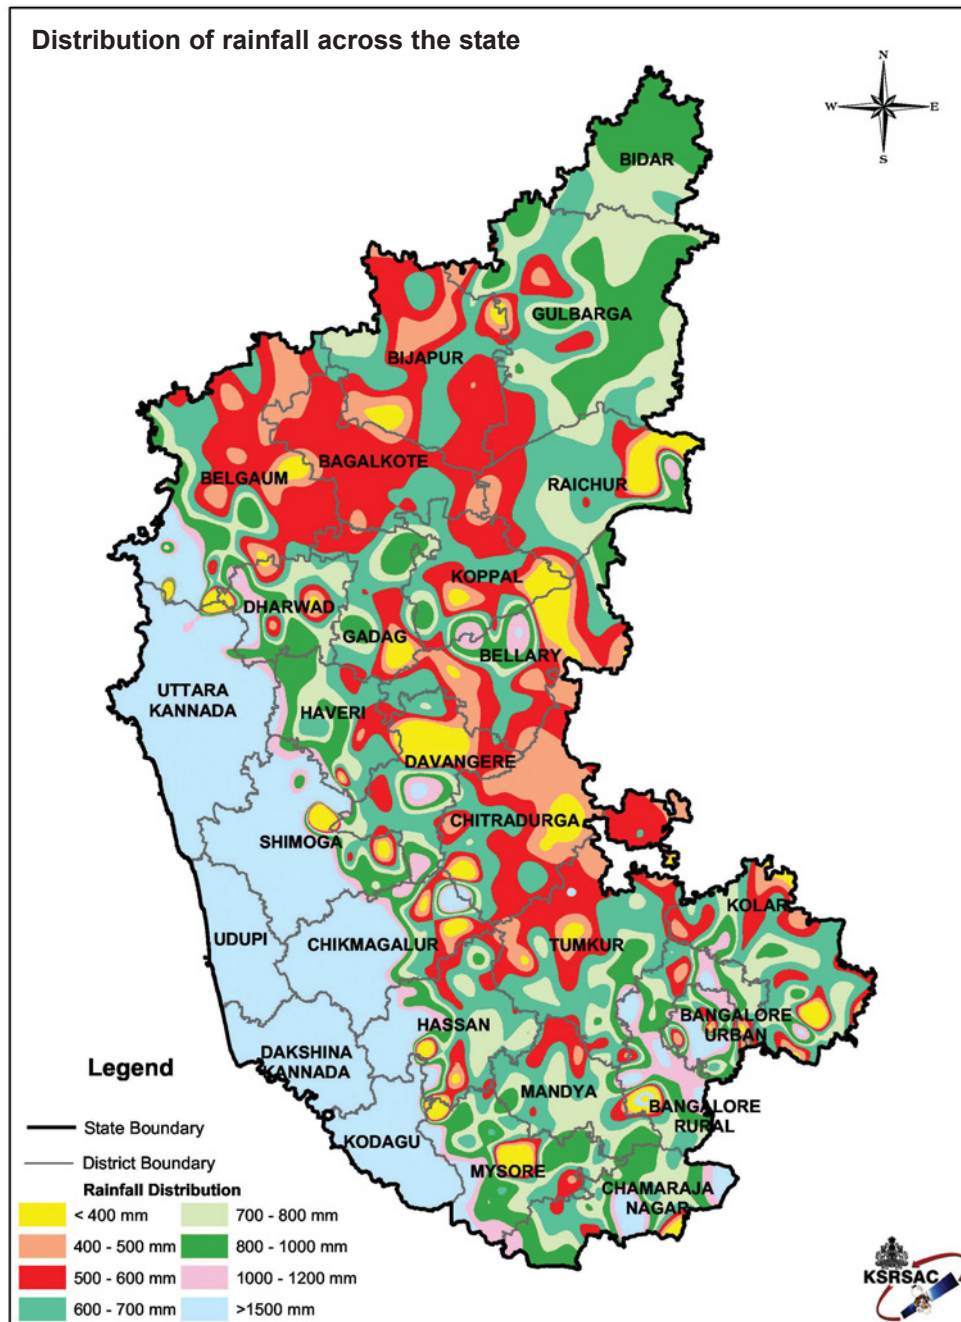 Distribution of rainfall across the state
N
W
E
S
BIDAR
GULBARGA
BIJAPUR
BAGALKOTE
BELGAUM
RAICHUR
KOPPAL
DHARWAD
GADAG
BELLARY
UTTARA
KANNADA
HAVERI
DAVANGERE
CHITRADURGA
SHIMOGA
KOLAR
UDUPI
CHIKMAGALUR
TUMKUR
BANGALORE
URBAN
HASSAN
DAKSHINA
KANNADA
MANDYA
BANGALORE
RURAL
KODAGU
MYSORE
CHAMARAJA
NAGAR
Legend
State Boundary
District Boundary
Rainfall Distribution
< 400 mm
700 - 800 mm
400 - 500 mm
800 - 1000 mm
500 - 600 mm
1000 - 1200 mm
600 - 700 mm
>1500 mm
KSRSAC